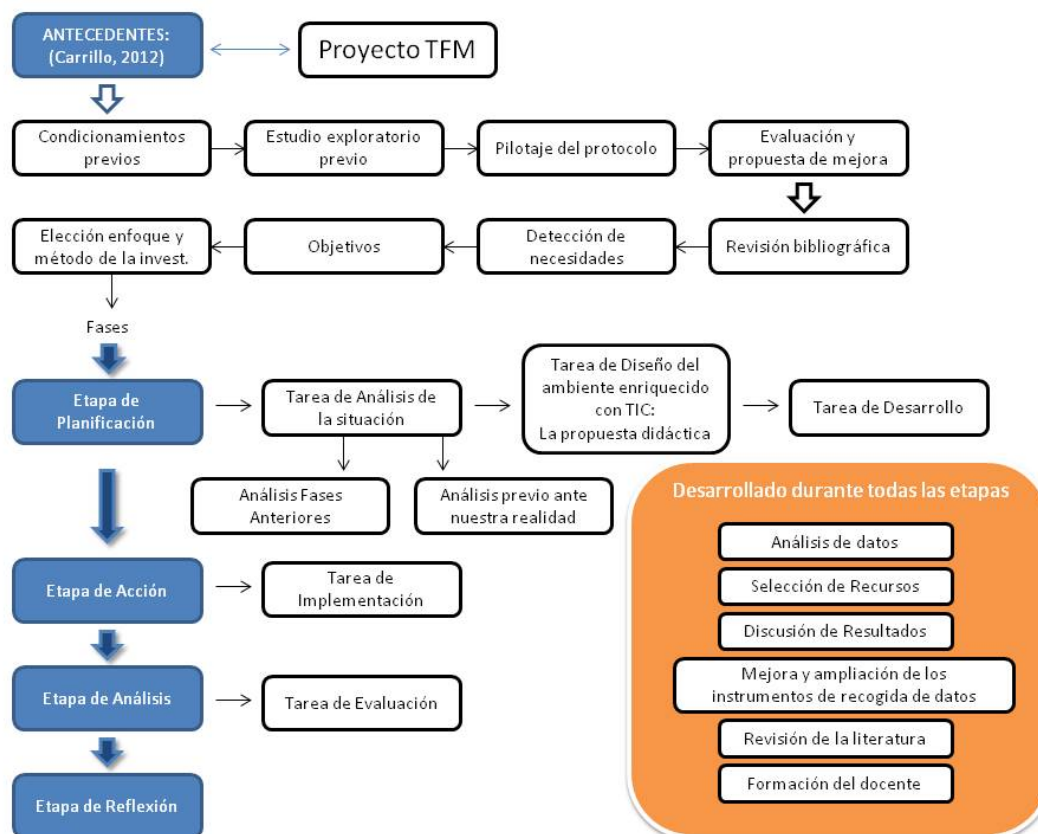 ANTECEDENTES:
(Carrillo, 2012)
Proyecto TFM
Condicionamientos
previos
Estudio exploratorio
previo
Pilotaje del protocolo
Evaluación y
propuesta de mejora
Elección enfoque y
método de la invest.
Objetivos
Detección de
necesidades
Revisión bibliográfica
Fases
Etapa de
Planificación
Tarea de Análisis de
la situación
Tarea de Diseño del
ambiente enriquecido
con TIC:
La propuesta didáctica
Tarea de Desarrollo
Análisis Fases
Anteriores
Análisis previo ante
nuestra realidad
Etapa de Acción
Tarea de
Implementación
Etapa de Análisis
Tarea de Evaluación
Etapa de Reflexión
Desarrollado durante todas las etapas
Análisis de datos
Selección de Recursos
Discusión de Resultados
Mejora y ampliación de los
instrumentos de recogida de datos
Revisión de la literatura
Formación del docente